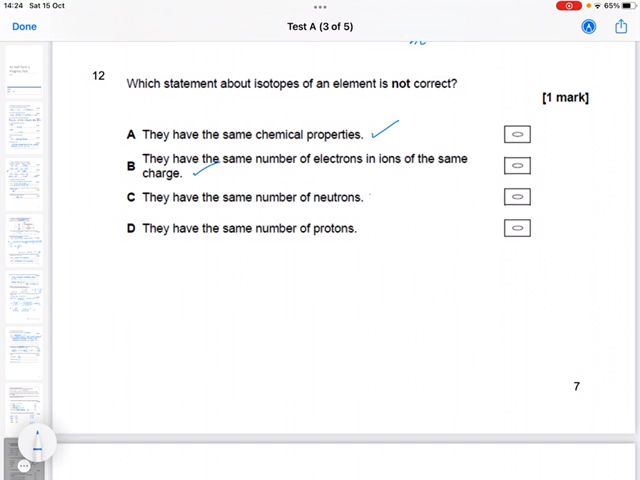 14:24 Sat 15 Oct
65%
Done
Test A (3 of 5)
12
Which statement about isotopes of an element is not correct?
[1 mark]
A They have the same chemical properties.
B They have the same number of electrons in ions of the same
charge.
C They have the same number of neutrons.
D They have the same number of protons.
7